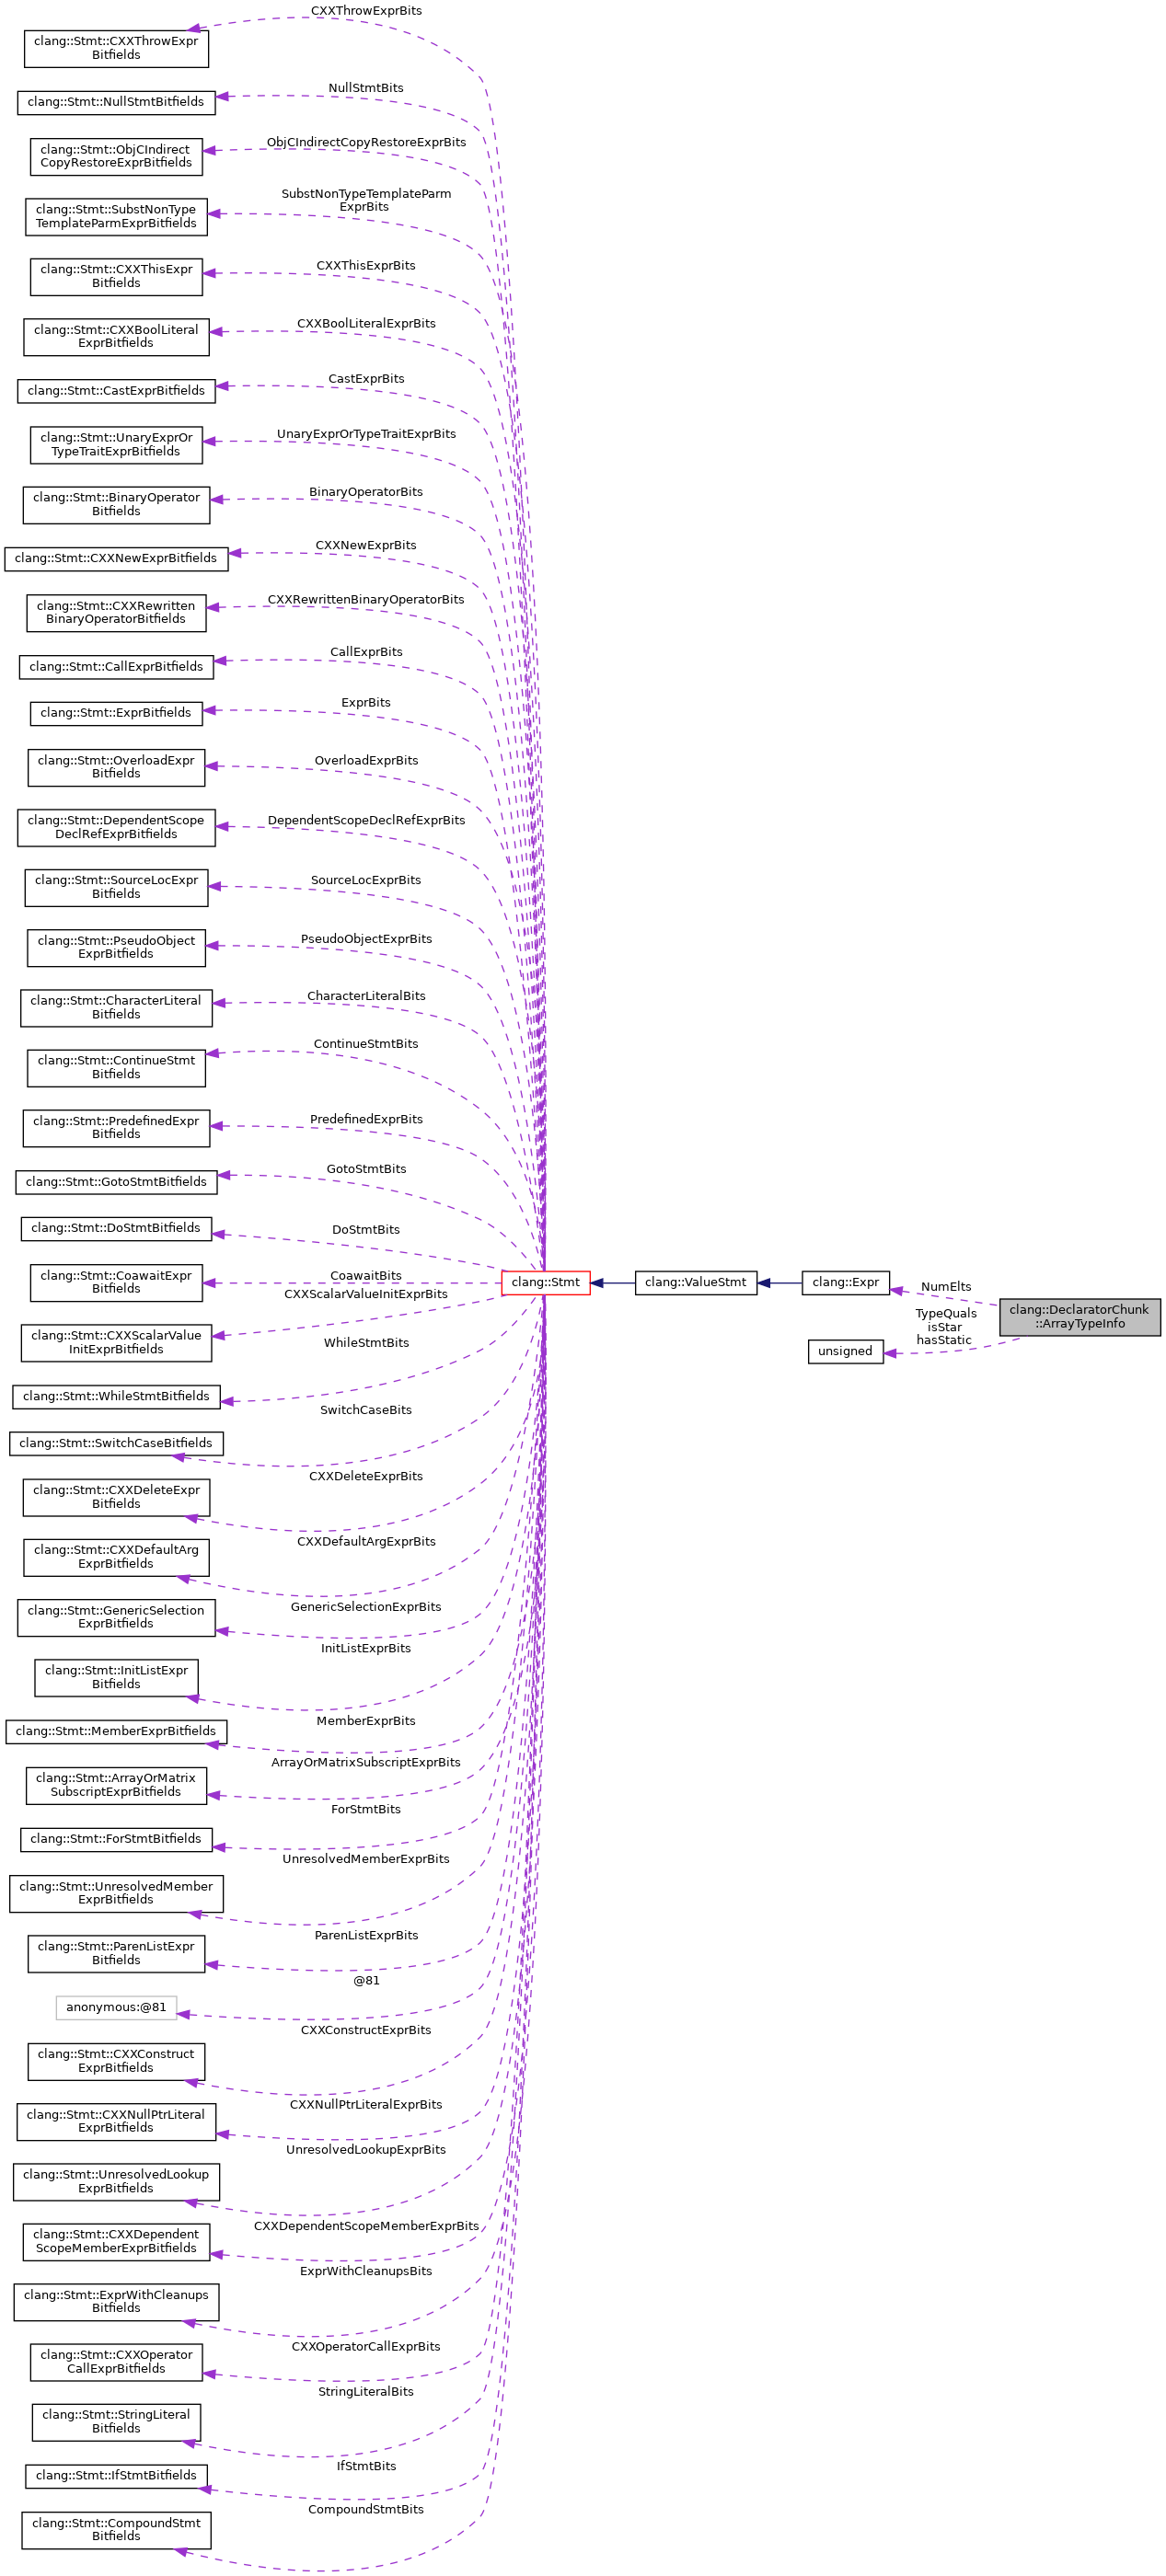 CXXThrowExprBits
clang::Stmt::CXXThrowExpr
Bitfields
NullStmtBits
clang::Stmt::NullStmtBitfields
ObjCIndirectCopyRestoreExprBits
clang::Stmt::ObjCIndirect
CopyRestoreExprBitfields
SubstNonTypeTemplateParm
ExprBits
clang::Stmt::SubstNonType
TemplateParmExprBitfields
CXXThisExprBits
clang::Stmt::CXXThisExpr
Bitfields
CXXBoolLiteralExprBits
clang::Stmt::CXXBoolLiteral
ExprBitfields
CastExprBits
clang::Stmt::CastExprBitfields
UnaryExprOrTypeTraitExprBits
clang::Stmt::UnaryExprOr
TypeTraitExprBitfields
BinaryOperatorBits
clang::Stmt::BinaryOperator
Bitfields
CXXNewExprBits
clang::Stmt::CXXNewExprBitfields
CXXRewrittenBinaryOperatorBits
clang::Stmt::CXXRewritten
BinaryOperatorBitfields
CallExprBits
clang::Stmt::CallExprBitfields
ExprBits
clang::Stmt::ExprBitfields
OverloadExprBits
clang::Stmt::OverloadExpr
Bitfields
DependentScopeDeclRefExprBits
clang::Stmt::DependentScope
DeclRefExprBitfields
SourceLocExprBits
clang::Stmt::SourceLocExpr
Bitfields
PseudoObjectExprBits
clang::Stmt::PseudoObject
ExprBitfields
CharacterLiteralBits
clang::Stmt::CharacterLiteral
Bitfields
ContinueStmtBits
clang::Stmt::ContinueStmt
Bitfields
PredefinedExprBits
clang::Stmt::PredefinedExpr
Bitfields
GotoStmtBits
clang::Stmt::GotoStmtBitfields
DoStmtBits
clang::Stmt::DoStmtBitfields
CoawaitBits
clang::Stmt::CoawaitExpr
Bitfields
clang::Stmt
clang::ValueStmt
clang::Expr
NumElts
clang::DeclaratorChunk
::ArrayTypeInfo
TypeQuals
isStar
hasStatic
unsigned
CXXScalarValueInitExprBits
clang::Stmt::CXXScalarValue
InitExprBitfields
WhileStmtBits
clang::Stmt::WhileStmtBitfields
SwitchCaseBits
clang::Stmt::SwitchCaseBitfields
CXXDeleteExprBits
clang::Stmt::CXXDeleteExpr
Bitfields
CXXDefaultArgExprBits
clang::Stmt::CXXDefaultArg
ExprBitfields
GenericSelectionExprBits
clang::Stmt::GenericSelection
ExprBitfields
InitListExprBits
clang::Stmt::InitListExpr
Bitfields
MemberExprBits
clang::Stmt::MemberExprBitfields
ArrayOrMatrixSubscriptExprBits
clang::Stmt::ArrayOrMatrix
SubscriptExprBitfields
ForStmtBits
clang::Stmt::ForStmtBitfields
UnresolvedMemberExprBits
clang::Stmt::UnresolvedMember
ExprBitfields
ParenListExprBits
clang::Stmt::ParenListExpr
Bitfields
@81
anonymous:@81
CXXConstructExprBits
clang::Stmt::CXXConstruct
ExprBitfields
CXXNullPtrLiteralExprBits
clang::Stmt::CXXNullPtrLiteral
ExprBitfields
UnresolvedLookupExprBits
clang::Stmt::UnresolvedLookup
ExprBitfields
CXXDependentScopeMemberExprBits
clang::Stmt::CXXDependent
ScopeMemberExprBitfields
ExprWithCleanupsBits
clang::Stmt::ExprWithCleanups
Bitfields
CXXOperatorCallExprBits
clang::Stmt::CXXOperator
CallExprBitfields
StringLiteralBits
clang::Stmt::StringLiteral
Bitfields
IfStmtBits
clang::Stmt::IfStmtBitfields
CompoundStmtBits
clang::Stmt::CompoundStmt
Bitfields